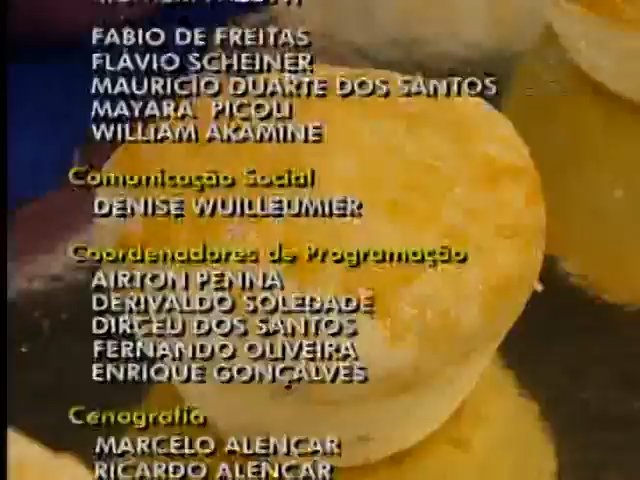 FABIO DE FREITAS
FLÁVIO SCHEINER
MAURICIO DUARTE DOS SANTOS
MAYARA PICOLI
WILLIAM AKAMINE
Comunicação Social
DENISE WUILLEUMIER
Coordenadores de Programação
AIRTON PENNA
DERIVALDO SOLEDADE
DIRCEU DOS SANTOS
FERNANDO OLIVEIRA
ENRIQUE GONÇALVES
Cenografia
MARCELO ALENCAR
RICARDO ALENCAR